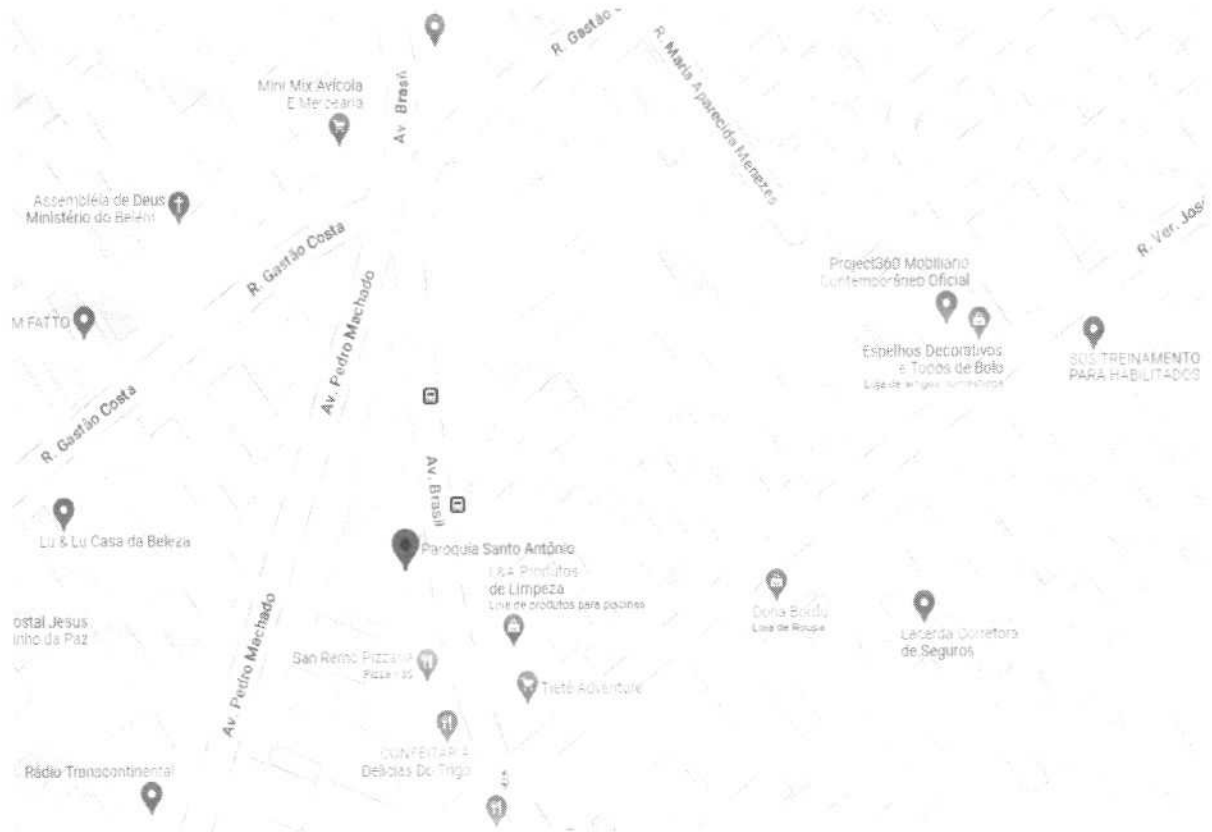 R. Gastão
R. Maria Aparecida Menezes
Av. Brasil
Mini Mix Avícola
E Mercearia
Assembléia de Deus
Ministério do Belém
R. Gastão Costa
R. Ver. José
Av. Pedro Machado
Project360 Mobiliário
Contemporâneo Oficial
M FATTO
Espelhos Decorativos
e Topos de Bolo
SOS TREINAMENTO
PARA HABILITADOS
R. Gastão Costa
Av. Brasil
Lu & Lu Casa da Beleza
Paróquia Santo Antônio
L&A Produtos
de Limpeza
Loja de produtos para piscinas
Dona
Loja de Roupa
Lacerda Corretora
de Seguros
ostal Jesus
inho da Paz
Av. Pedro Machado
San Remo Pizzaria
Pizzarias
Tietê Adventure
CONFEITARIA
Delícias Do Trigo
Rádio Transcontinental